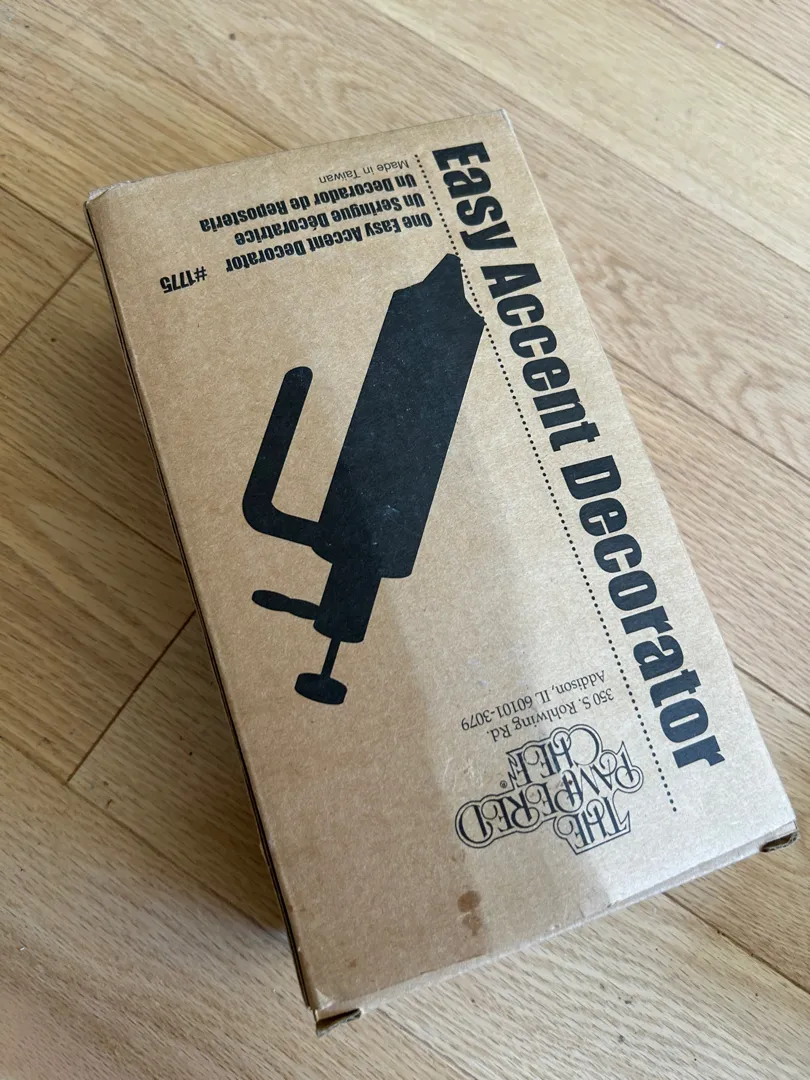 Easy Accent Decorator
One Easy Accent Decorator #1775
Un Seringue Décoratrice
Un Decorador de Reposteria
Made in Taiwan
THE
PAMPERED
CHEF®
350 S. Rohlwing Rd.
Addison, IL 60101-3079